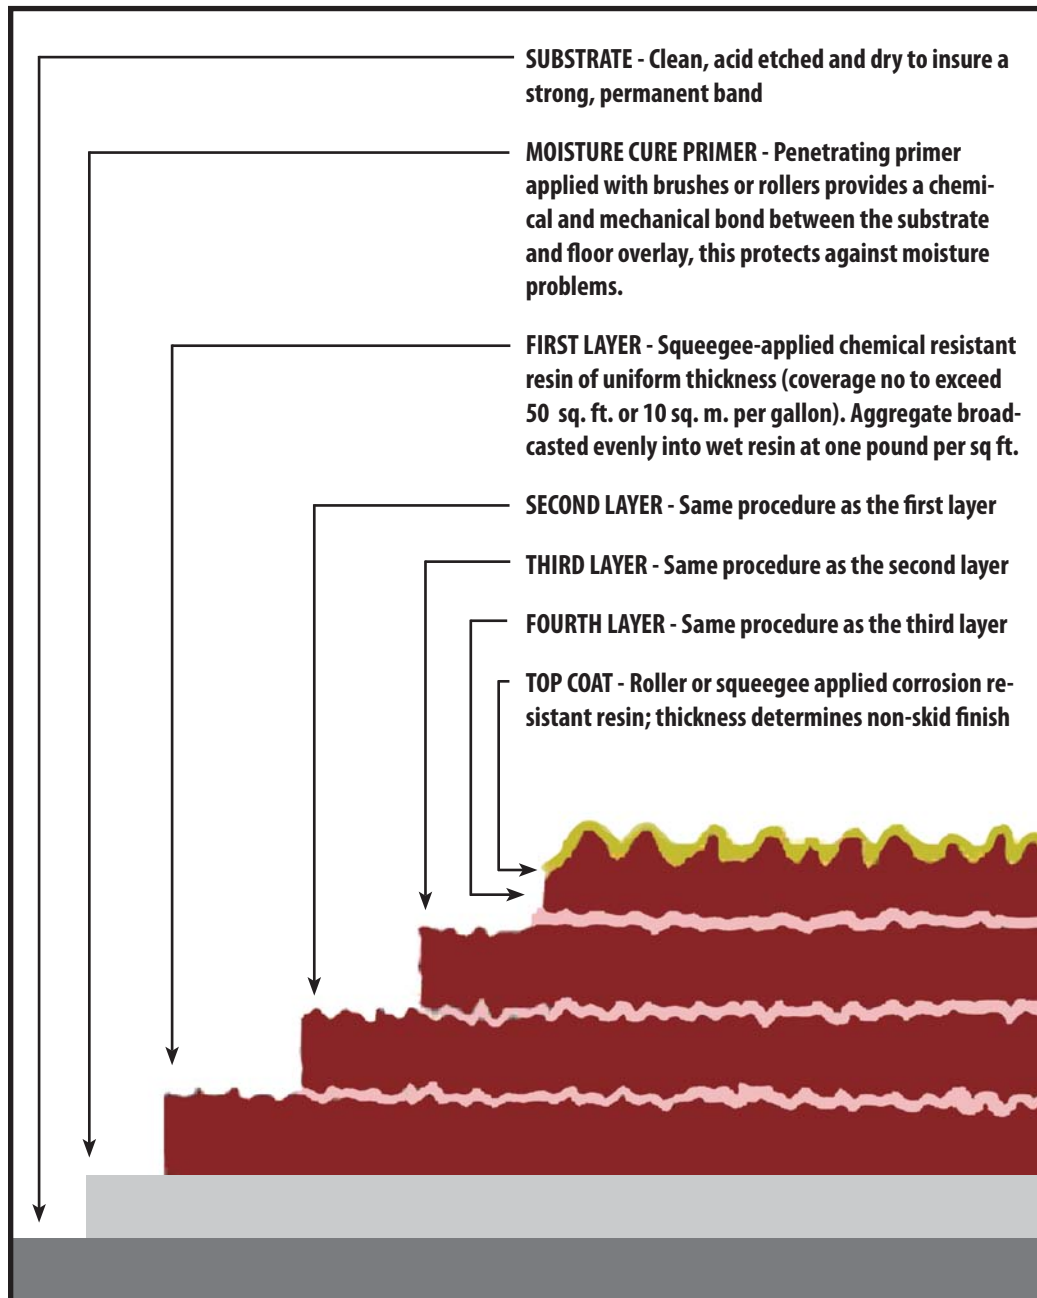 SUBSTRATE - Clean, acid etched and dry to insure a
strong, permanent band
MOISTURE CURE PRIMER - Penetrating primer
applied with brushes or rollers provides a chemi-
cal and mechanical bond between the substrate
and floor overlay, this protects against moisture
problems.
FIRST LAYER - Squeegee-applied chemical resistant
resin of uniform thickness (coverage no to exceed
50 sq. ft. or 10 sq. m. per gallon). Aggregate broad-
casted evenly into wet resin at one pound per sq ft.
SECOND LAYER - Same procedure as the first layer
THIRD LAYER - Same procedure as the second layer
FOURTH LAYER - Same procedure as the third layer
TOP COAT - Roller or squeegee applied corrosion re-
sistant resin; thickness determines non-skid finish